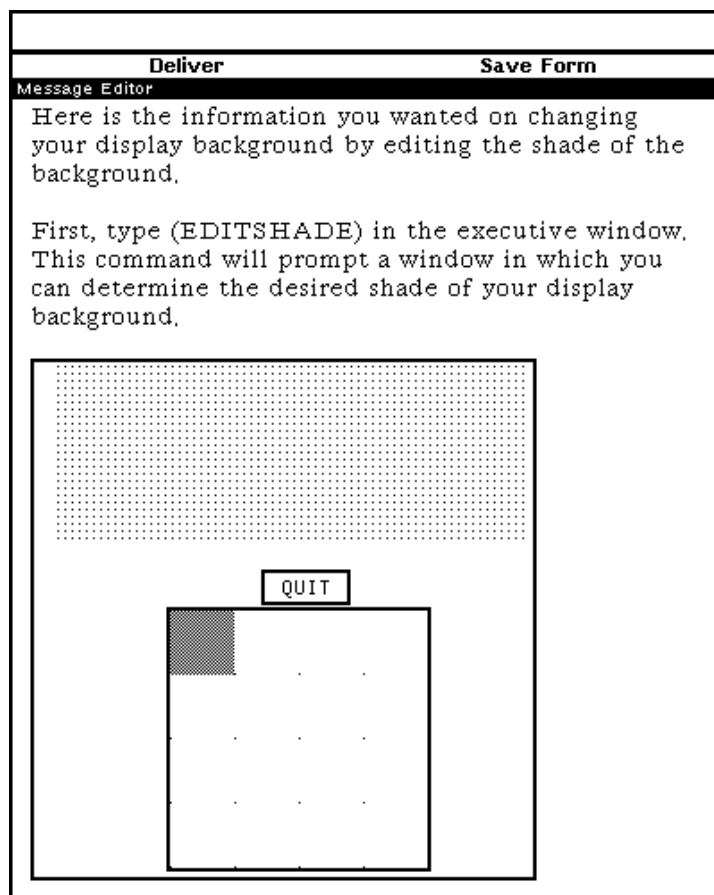 Deliver Save Form
Message Editor
Here is the information you wanted on changing
your display background by editing the shade of the
background.
First, type (EDITSHADE) in the executive window.
This command will prompt a window in which you
can determine the desired shade of your display
background.
QUIT